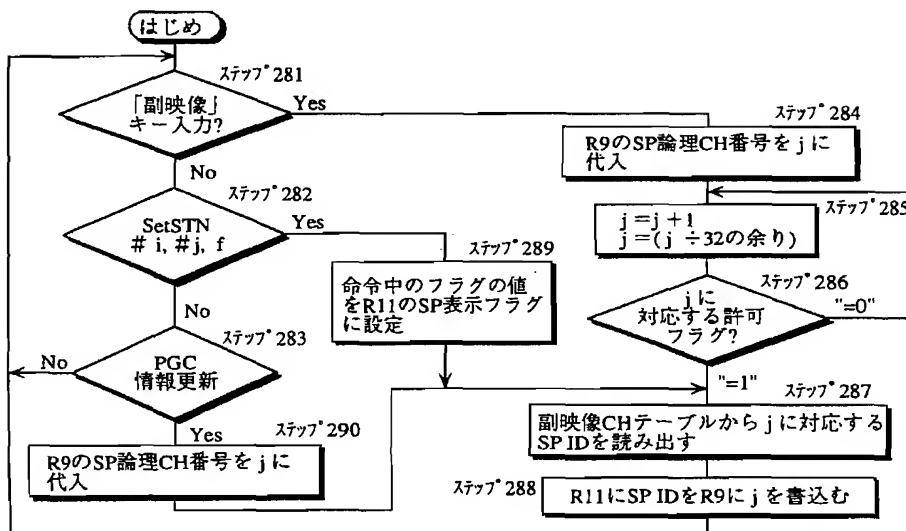 はじめ
ステップ281
「副映像」
キー入力?
Yes
No
ステップ282
SetSTN
# i, #j, f
Yes
No
ステップ283
PGC
情報更新
No
Yes
ステップ290
R9のSP論理CH番号をjに
代入
ステップ289
命令中のフラグの値
をR11のSP表示フラグ
に設定
ステップ284
R9のSP論理CH番号をjに
代入
ステップ285
j=j+1
j=(j÷32の余り)
ステップ286
jに
対応する許可
フラグ?
"=0"
"=1"
ステップ287
副映像CHテーブルからjに対応する
SP IDを読み出す
ステップ288
R11にSP IDをR9にjを書込む